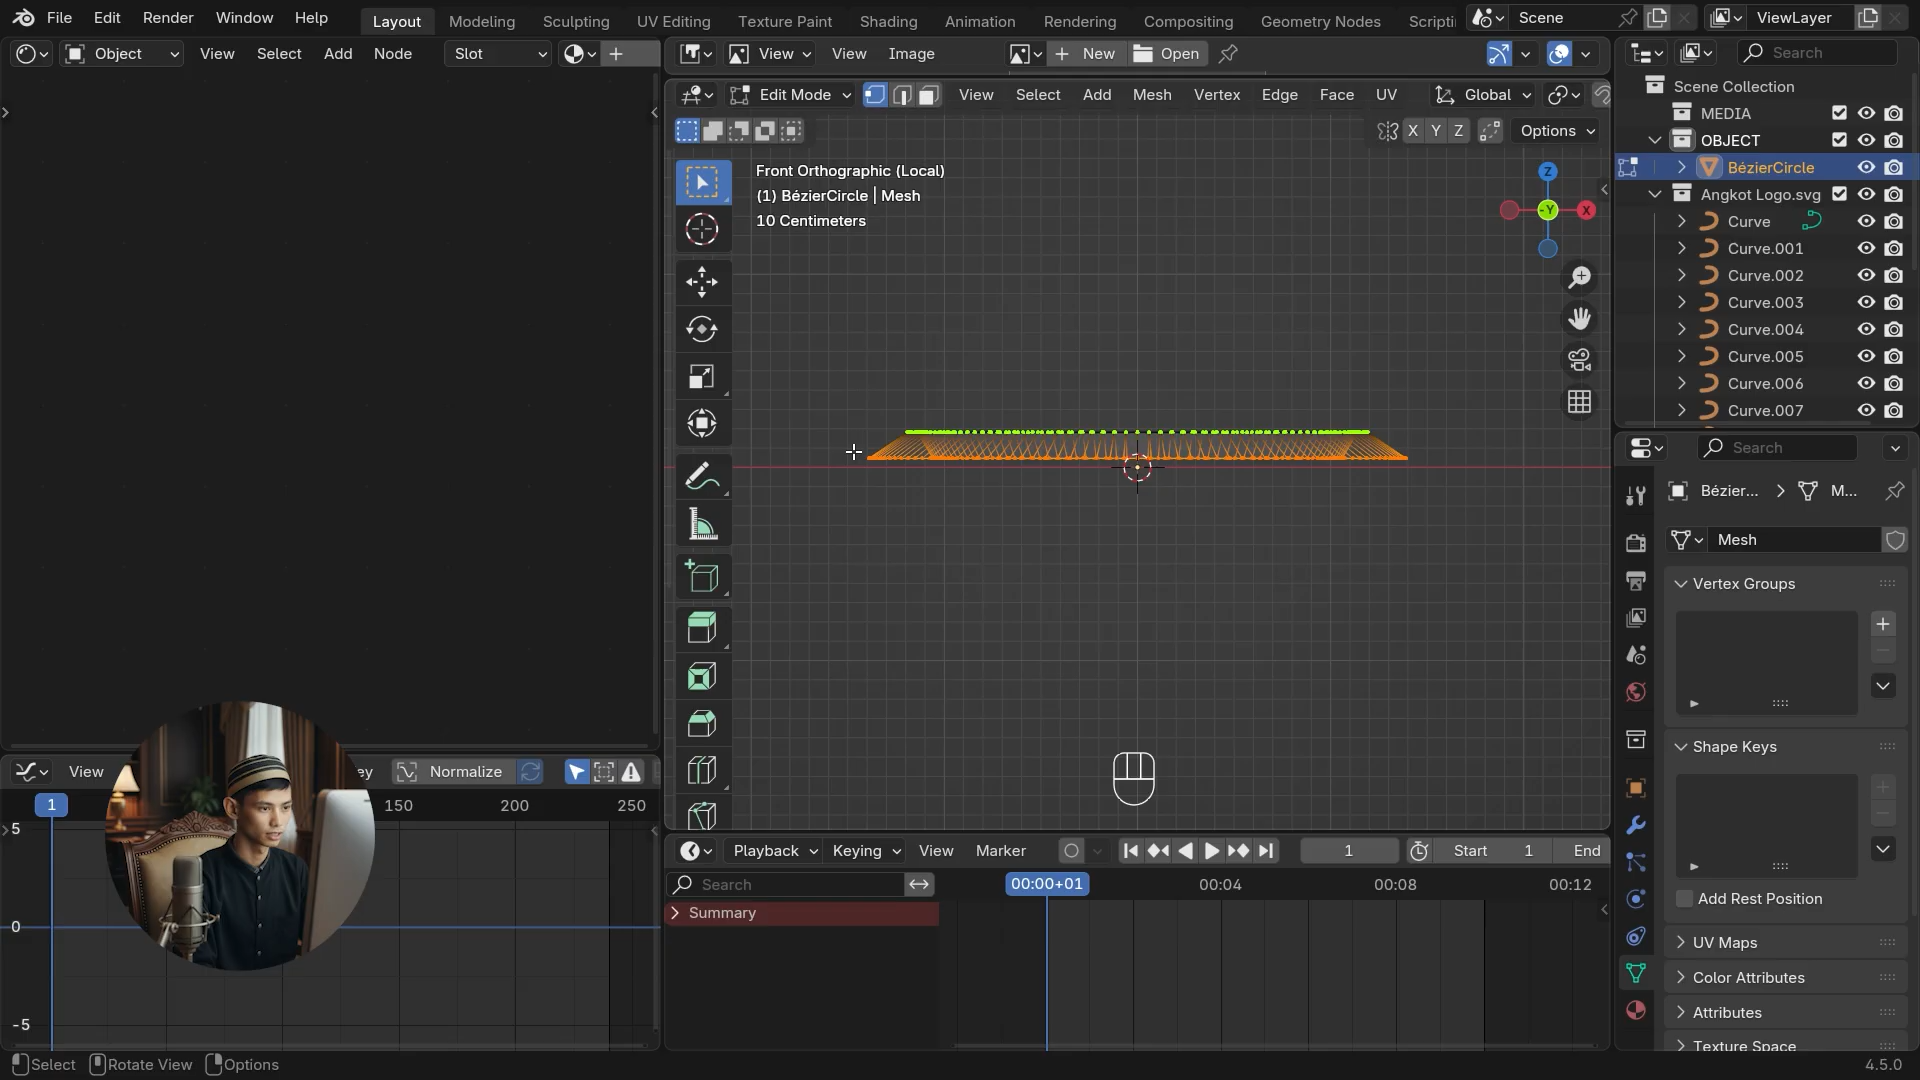 File Edit Render Window Help Layout Modeling Sculpting UV Editing Texture Paint Shading Animation Rendering Compositing Geometry Nodes Scripti Scene ViewLayer
Object View Select Add Node Slot
View View Image New Open
Search
Edit Mode View Select Add Mesh Vertex Edge Face UV Global
X Y Z Options
Front Orthographic (Local)
(1) BézierCircle | Mesh
10 Centimeters
Z
-Y
X
Scene Collection
MEDIA
OBJECT
BézierCircle
Angkot Logo.svg
Curve
Curve.001
Curve.002
Curve.003
Curve.004
Curve.005
Curve.006
Curve.007
Search
Bézier... M...
Mesh
Vertex Groups
Shape Keys
Add Rest Position
UV Maps
Color Attributes
Attributes
Texture Space
View ey Normalize
1 150 200 250
5
0
-5
Playback Keying View Marker 1 Start 1 End
Search 00:00+01 00:04 00:08 00:12
Summary
Select Rotate View Options 4.5.0